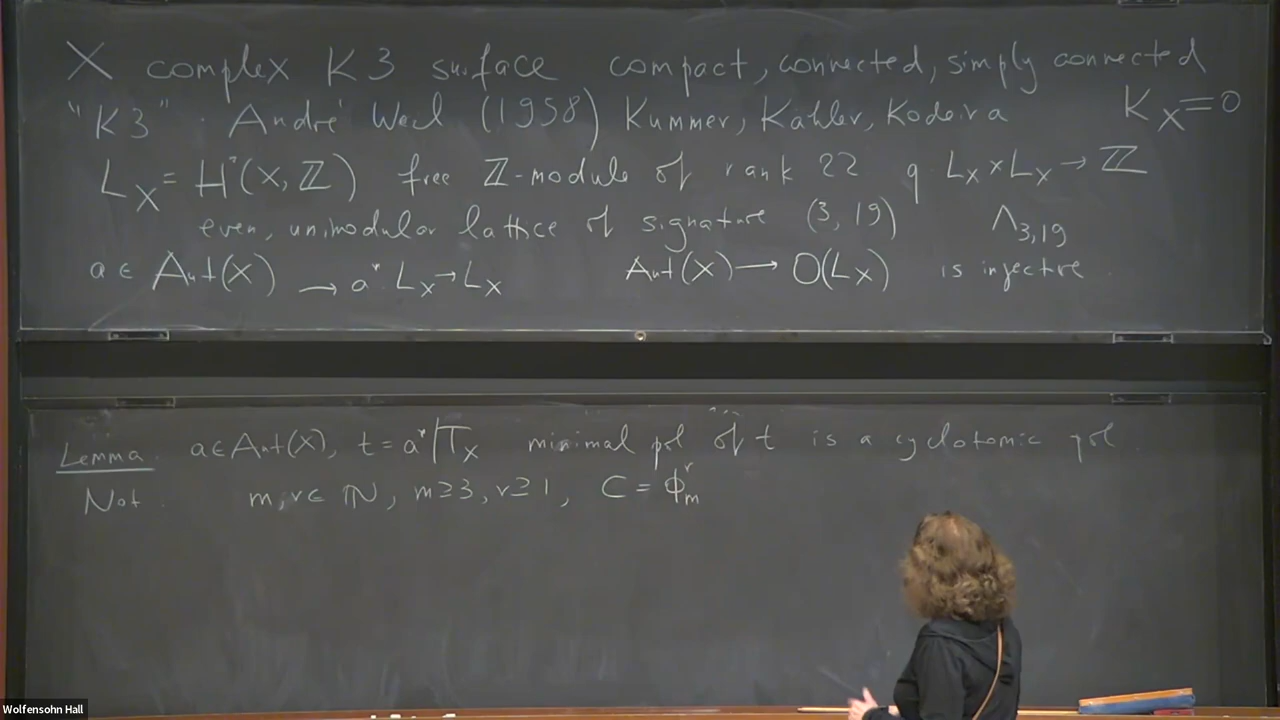 X complex K3 surface compact, connected, simply connected
"K3" : André Weil (1958) Kummer, Kähler, Kodaira K_X = 0
L_X = H²(X, ℤ) free ℤ-module of rank 22 q: L_X × L_X → ℤ
even, unimodular lattice of signature (3, 19) Λ_{3,19}
a ∈ Aut(X) → a*: L_X → L_X Aut(X) → O(L_X) is injective
Lemma. a ∈ Aut(X), t = a*|T_X minimal pol of t is a cyclotomic pol.
Not. m, r ∈ ℕ, m ≥ 3, r ≥ 1, C = Φ_m^r
Wolfensohn Hall